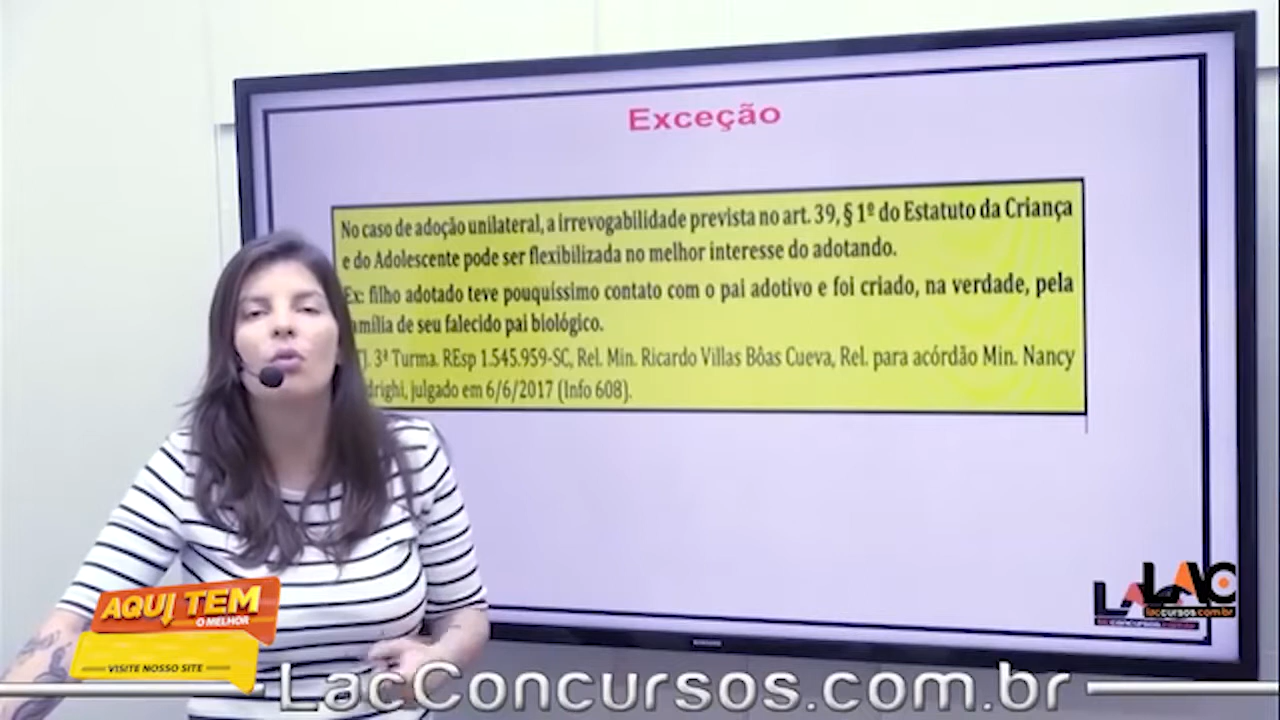 Exceção
No caso de adoção unilateral, a irrevogabilidade prevista no art. 39, § 1º do Estatuto da Criança
e do Adolescente pode ser flexibilizada no melhor interesse do adotando.
Ex: filho adotado teve pouquíssimo contato com o pai adotivo e foi criado, na verdade, pela
família de seu falecido pai biológico.
3ª Turma. REsp 1.545.959-SC, Rel. Min. Ricardo Villas Bôas Cueva, Rel. para acórdão Min. Nancy
drighi, julgado em 6/6/2017 (Info 608).
LAC
laccursos.com.br
AQUI TEM
O MELHOR
VISITE NOSSO SITE
LacConcursos.com.br